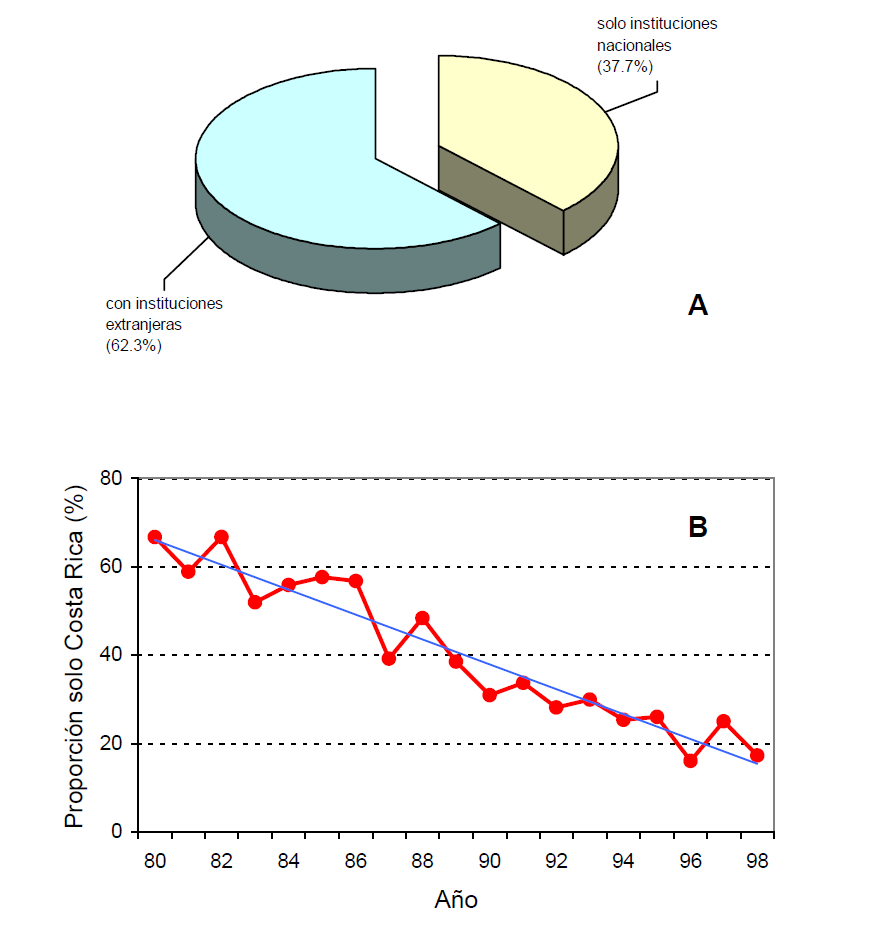 solo instituciones
nacionales
(37.7%)
con instituciones
extranjeras
(62.3%)
A
80
60
40
20
0
Proporción solo Costa Rica (%)
B
80 82 84 86 88 90 92 94 96 98
Año